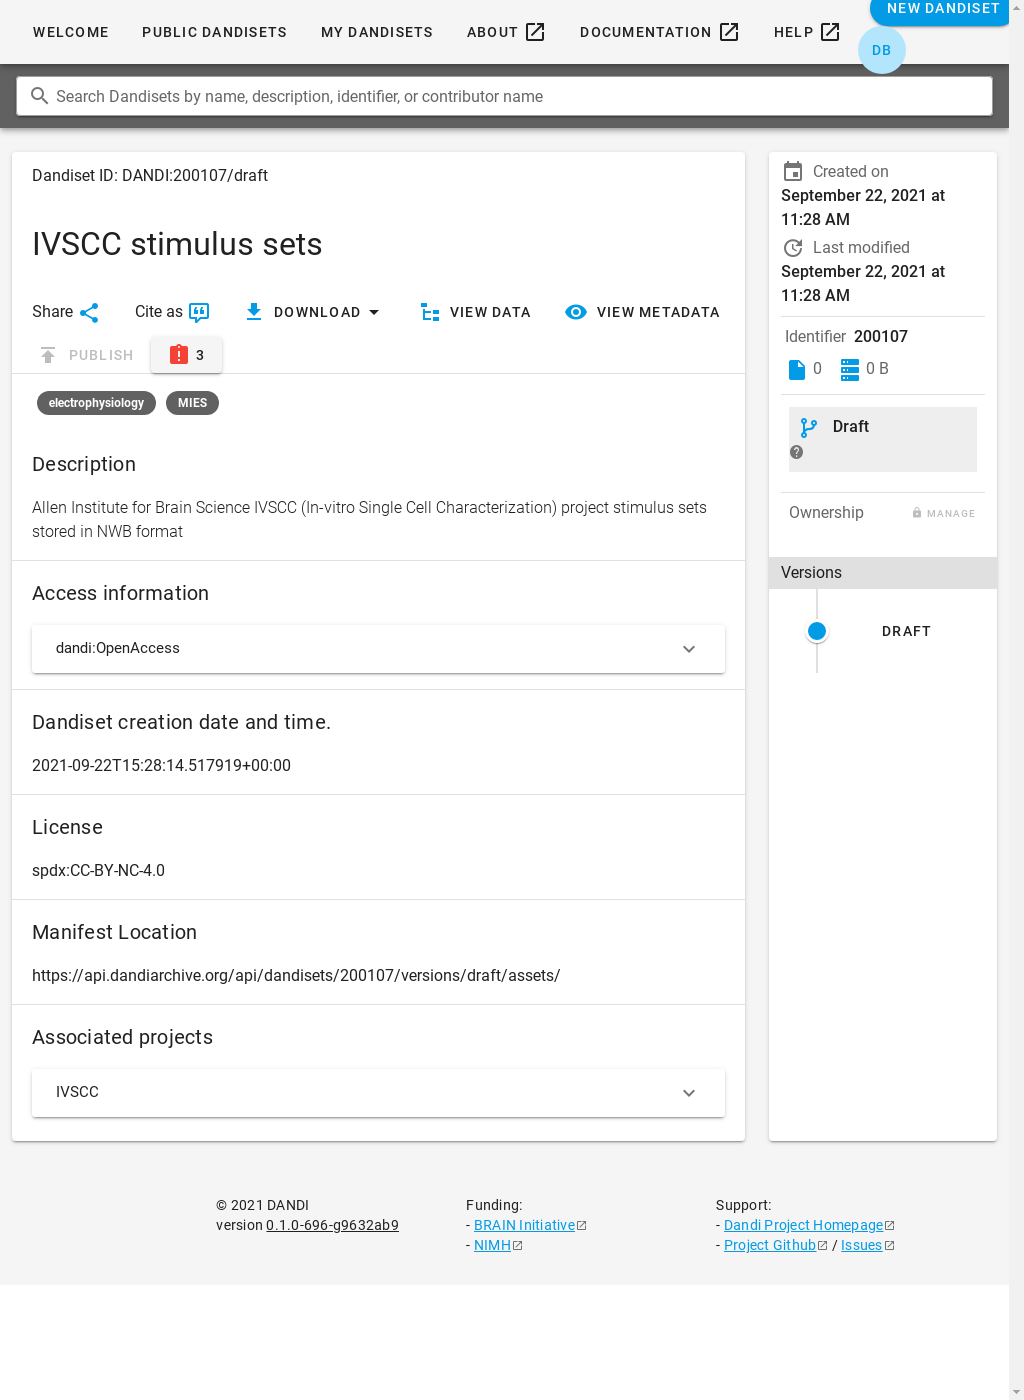 WELCOME PUBLIC DANDISETS MY DANDISETS ABOUT DOCUMENTATION HELP NEW DANDISET
DB
Search Dandisets by name, description, identifier, or contributor name
Dandiset ID: DANDI:200107/draft
IVSCC stimulus sets
Share Cite as DOWNLOAD VIEW DATA VIEW METADATA
PUBLISH 3
electrophysiology MIES
Description
Allen Institute for Brain Science IVSCC (In-vitro Single Cell Characterization) project stimulus sets
stored in NWB format
Access information
dandi:OpenAccess
Dandiset creation date and time.
2021-09-22T15:28:14.517919+00:00
License
spdx:CC-BY-NC-4.0
Manifest Location
https://api.dandiarchive.org/api/dandisets/200107/versions/draft/assets/
Associated projects
IVSCC
Created on
September 22, 2021 at
11:28 AM
Last modified
September 22, 2021 at
11:28 AM
Identifier 200107
0 0 B
Draft
Ownership MANAGE
Versions
DRAFT
© 2021 DANDI
version 0.1.0-696-g9632ab9
Funding:
- BRAIN Initiative
- NIMH
Support:
- Dandi Project Homepage
- Project Github / Issues